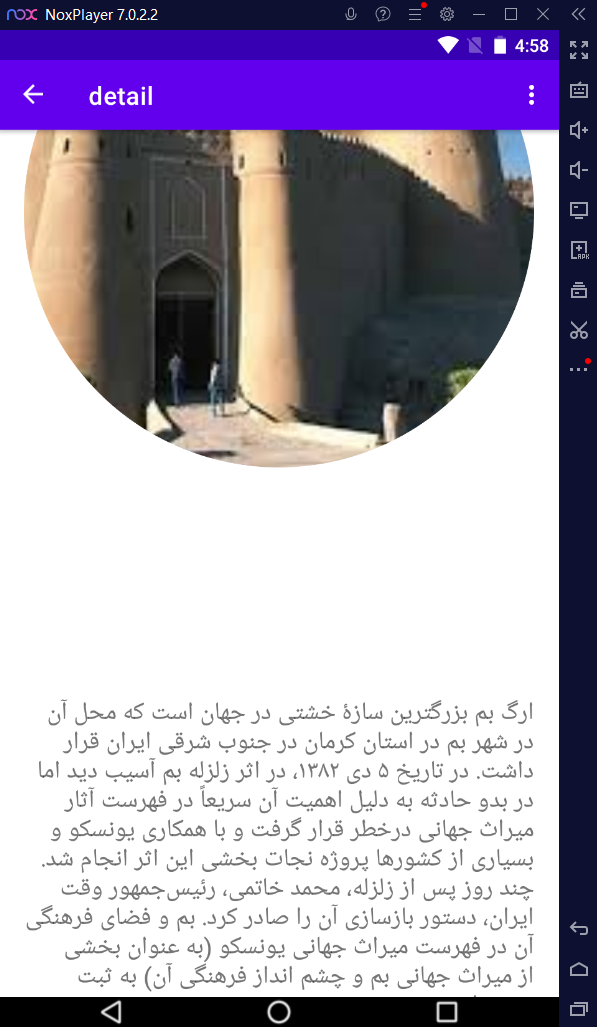 nox NoxPlayer 7.0.2.2
4:58
detail
APK
ارگ بم بزرگترین سازهٔ خشتی در جهان است که محل آن
در شهر بم در استان کرمان در جنوب شرقی ایران قرار
داشت. در تاریخ ۵ دی ۱۳۸۲، در اثر زلزله بم آسیب دید اما
در بدو حادثه به دلیل اهمیت آن سریعاً در فهرست آثار
میراث جهانی درخطر قرار گرفت و با همکاری یونسکو و
بسیاری از کشورها پروژه نجات بخشی این اثر انجام شد.
چند روز پس از زلزله، محمد خاتمی، رئیس‌جمهور وقت
ایران، دستور بازسازی آن را صادر کرد. بم و فضای فرهنگی
آن در فهرست میراث جهانی یونسکو (به عنوان بخشی
از میراث جهانی بم و چشم انداز فرهنگی آن) به ثبت